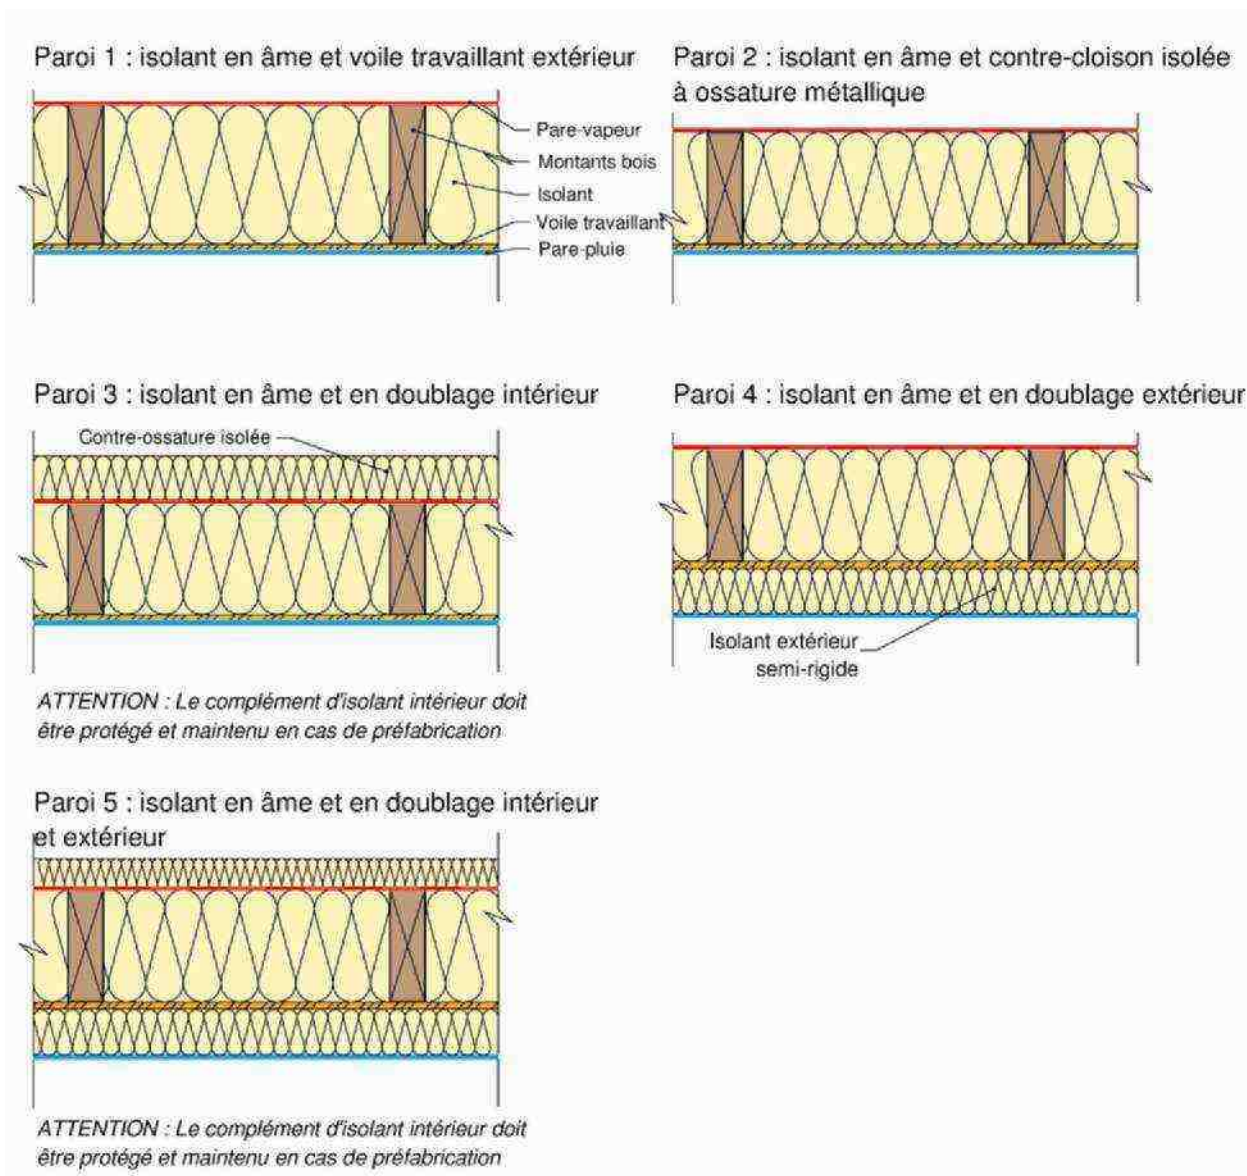 Paroi 1 : isolant en âme et voile travaillant extérieur
Pare-vapeur
Montants bois
Isolant
Voile travaillant
Pare-pluie
Paroi 2 : isolant en âme et contre-cloison isolée
à ossature métallique
Paroi 3 : isolant en âme et en doublage intérieur
Contre-ossature isolée
ATTENTION : Le complément d'isolant intérieur doit
être protégé et maintenu en cas de préfabrication
Paroi 4 : isolant en âme et en doublage extérieur
Isolant extérieur
semi-rigide
Paroi 5 : isolant en âme et en doublage intérieur
et extérieur
ATTENTION : Le complément d'isolant intérieur doit
être protégé et maintenu en cas de préfabrication